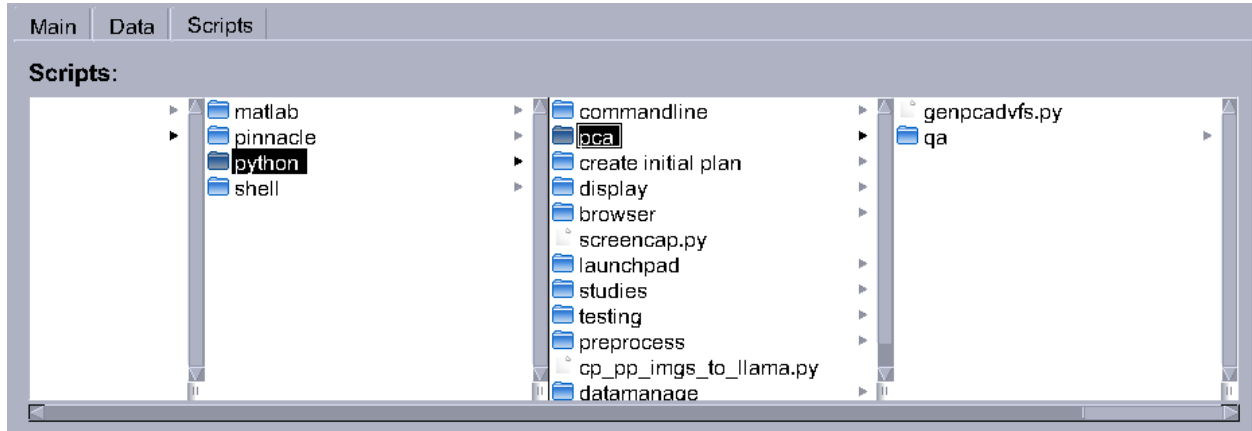 Main Data Scripts
Scripts:
matlab
pinnacle
python
shell
commandline
pca
create initial plan
display
browser
screencap.py
launchpad
studies
testing
preprocess
cp_pp_imgs_to_llama.py
datamanage
genpcadvfs.py
qa